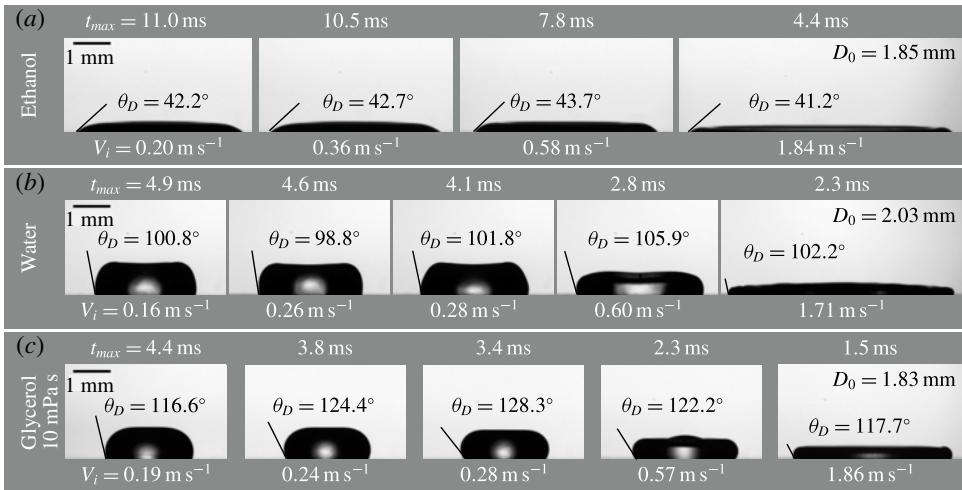 (a) t_max = 11.0 ms 10.5 ms 7.8 ms 4.4 ms
1 mm D_0 = 1.85 mm
Ethanol
θ_D = 42.2° θ_D = 42.7° θ_D = 43.7° θ_D = 41.2°
V_i = 0.20 m s⁻¹ 0.36 m s⁻¹ 0.58 m s⁻¹ 1.84 m s⁻¹
(b) t_max = 4.9 ms 4.6 ms 4.1 ms 2.8 ms 2.3 ms
1 mm D_0 = 2.03 mm
Water
θ_D = 100.8° θ_D = 98.8° θ_D = 101.8° θ_D = 105.9° θ_D = 102.2°
V_i = 0.16 m s⁻¹ 0.26 m s⁻¹ 0.28 m s⁻¹ 0.60 m s⁻¹ 1.71 m s⁻¹
(c) t_max = 4.4 ms 3.8 ms 3.4 ms 2.3 ms 1.5 ms
1 mm D_0 = 1.83 mm
Glycerol
10 mPa s
θ_D = 116.6° θ_D = 124.4° θ_D = 128.3° θ_D = 122.2° θ_D = 117.7°
V_i = 0.19 m s⁻¹ 0.24 m s⁻¹ 0.28 m s⁻¹ 0.57 m s⁻¹ 1.86 m s⁻¹